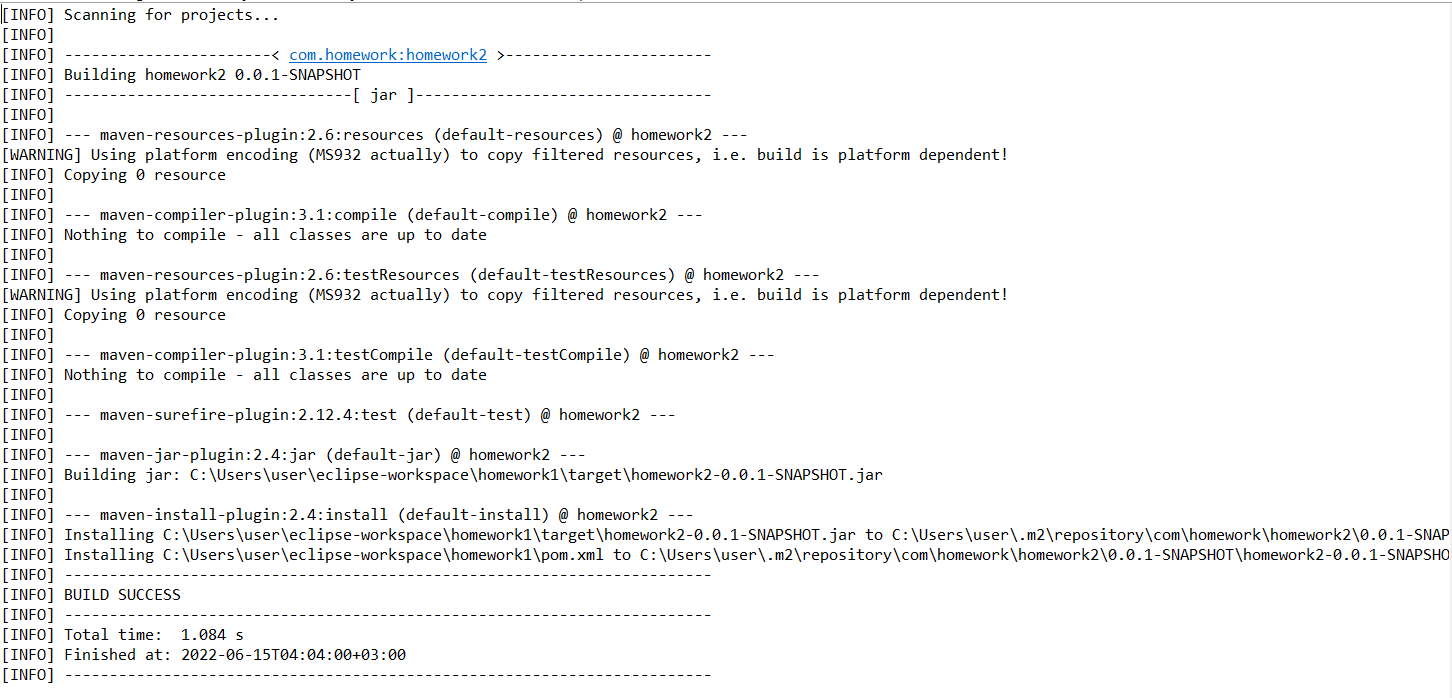 [INFO] Scanning for projects...
[INFO]
[INFO] -----------------------< com.homework:homework2 >-----------------------
[INFO] Building homework2 0.0.1-SNAPSHOT
[INFO] --------------------------------[ jar ]---------------------------------
[INFO]
[INFO] --- maven-resources-plugin:2.6:resources (default-resources) @ homework2 ---
[WARNING] Using platform encoding (MS932 actually) to copy filtered resources, i.e. build is platform dependent!
[INFO] Copying 0 resource
[INFO]
[INFO] --- maven-compiler-plugin:3.1:compile (default-compile) @ homework2 ---
[INFO] Nothing to compile - all classes are up to date
[INFO]
[INFO] --- maven-resources-plugin:2.6:testResources (default-testResources) @ homework2 ---
[WARNING] Using platform encoding (MS932 actually) to copy filtered resources, i.e. build is platform dependent!
[INFO] Copying 0 resource
[INFO]
[INFO] --- maven-compiler-plugin:3.1:testCompile (default-testCompile) @ homework2 ---
[INFO] Nothing to compile - all classes are up to date
[INFO]
[INFO] --- maven-surefire-plugin:2.12.4:test (default-test) @ homework2 ---
[INFO]
[INFO] --- maven-jar-plugin:2.4:jar (default-jar) @ homework2 ---
[INFO] Building jar: C:\Users\user\eclipse-workspace\homework1\target\homework2-0.0.1-SNAPSHOT.jar
[INFO]
[INFO] --- maven-install-plugin:2.4:install (default-install) @ homework2 ---
[INFO] Installing C:\Users\user\eclipse-workspace\homework1\target\homework2-0.0.1-SNAPSHOT.jar to C:\Users\user\.m2\repository\com\homework\homework2\0.0.1-SNAP
[INFO] Installing C:\Users\user\eclipse-workspace\homework1\pom.xml to C:\Users\user\.m2\repository\com\homework\homework2\0.0.1-SNAPSHOT\homework2-0.0.1-SNAPSHO
[INFO] ------------------------------------------------------------------------
[INFO] BUILD SUCCESS
[INFO] ------------------------------------------------------------------------
[INFO] Total time:  1.084 s
[INFO] Finished at: 2022-06-15T04:04:00+03:00
[INFO] ------------------------------------------------------------------------